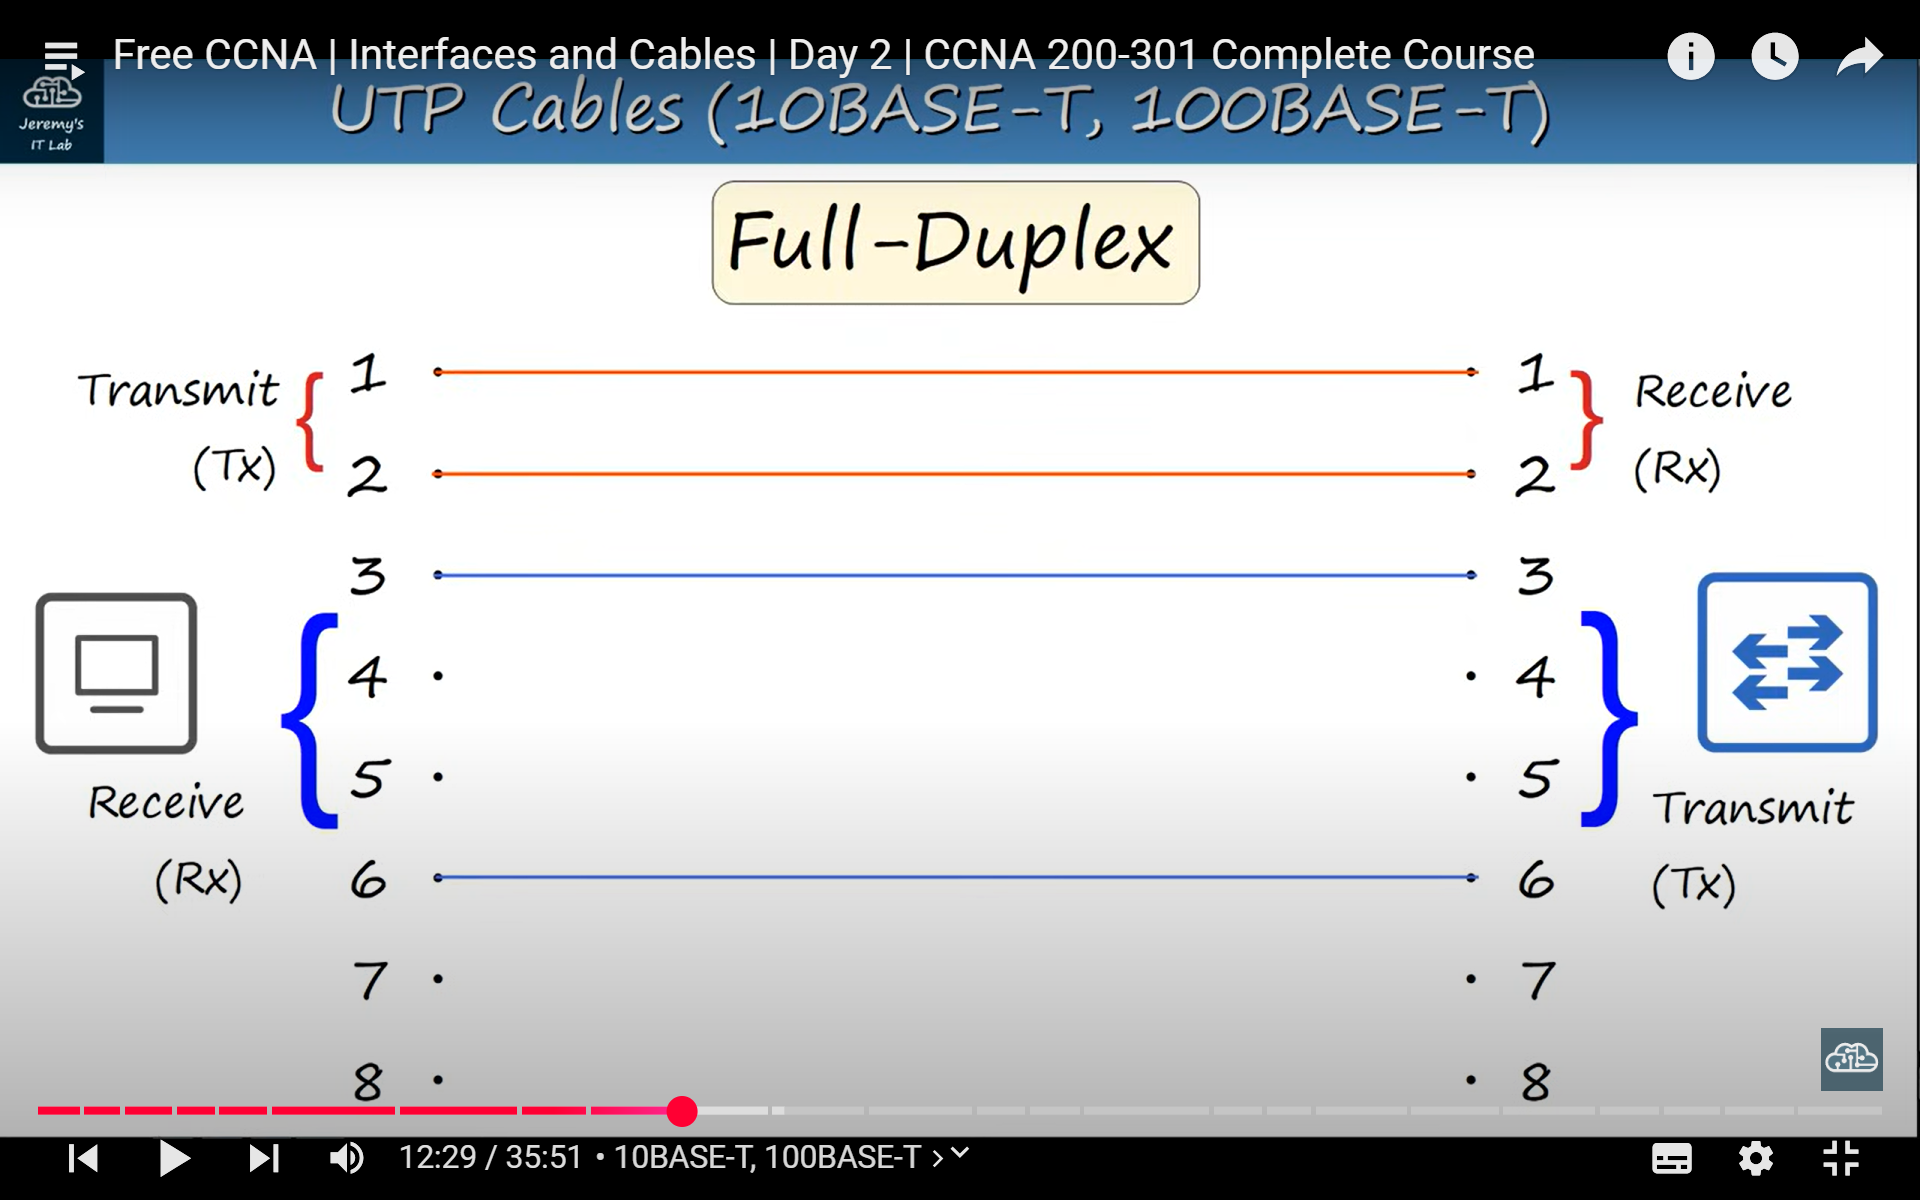 Free CCNA | Interfaces and Cables | Day 2 | CCNA 200-301 Complete Course
Jeremy's
IT Lab
UTP Cables (10BASE-T, 100BASE-T)
Full-Duplex
Transmit
(Tx)
1 1
Receive
(Rx)
2 2
3 3
4 4
5 5
Receive
(Rx)
Transmit
(Tx)
6 6
7 7
8 8
12:29 / 35:51 • 10BASE-T, 100BASE-T